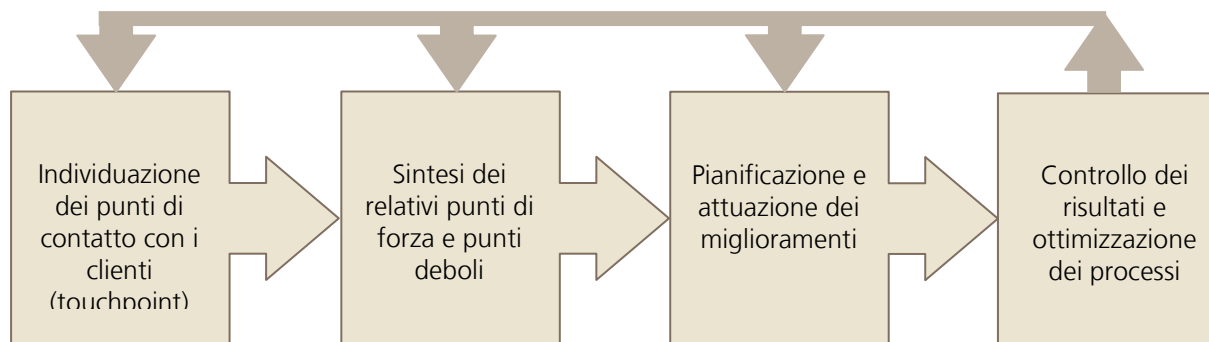 Individuazione
dei punti di
contatto con i
clienti
(touchpoint)
Sintesi dei
relativi punti di
forza e punti
deboli
Pianificazione e
attuazione dei
miglioramenti
Controllo dei
risultati e
ottimizzazione
dei processi